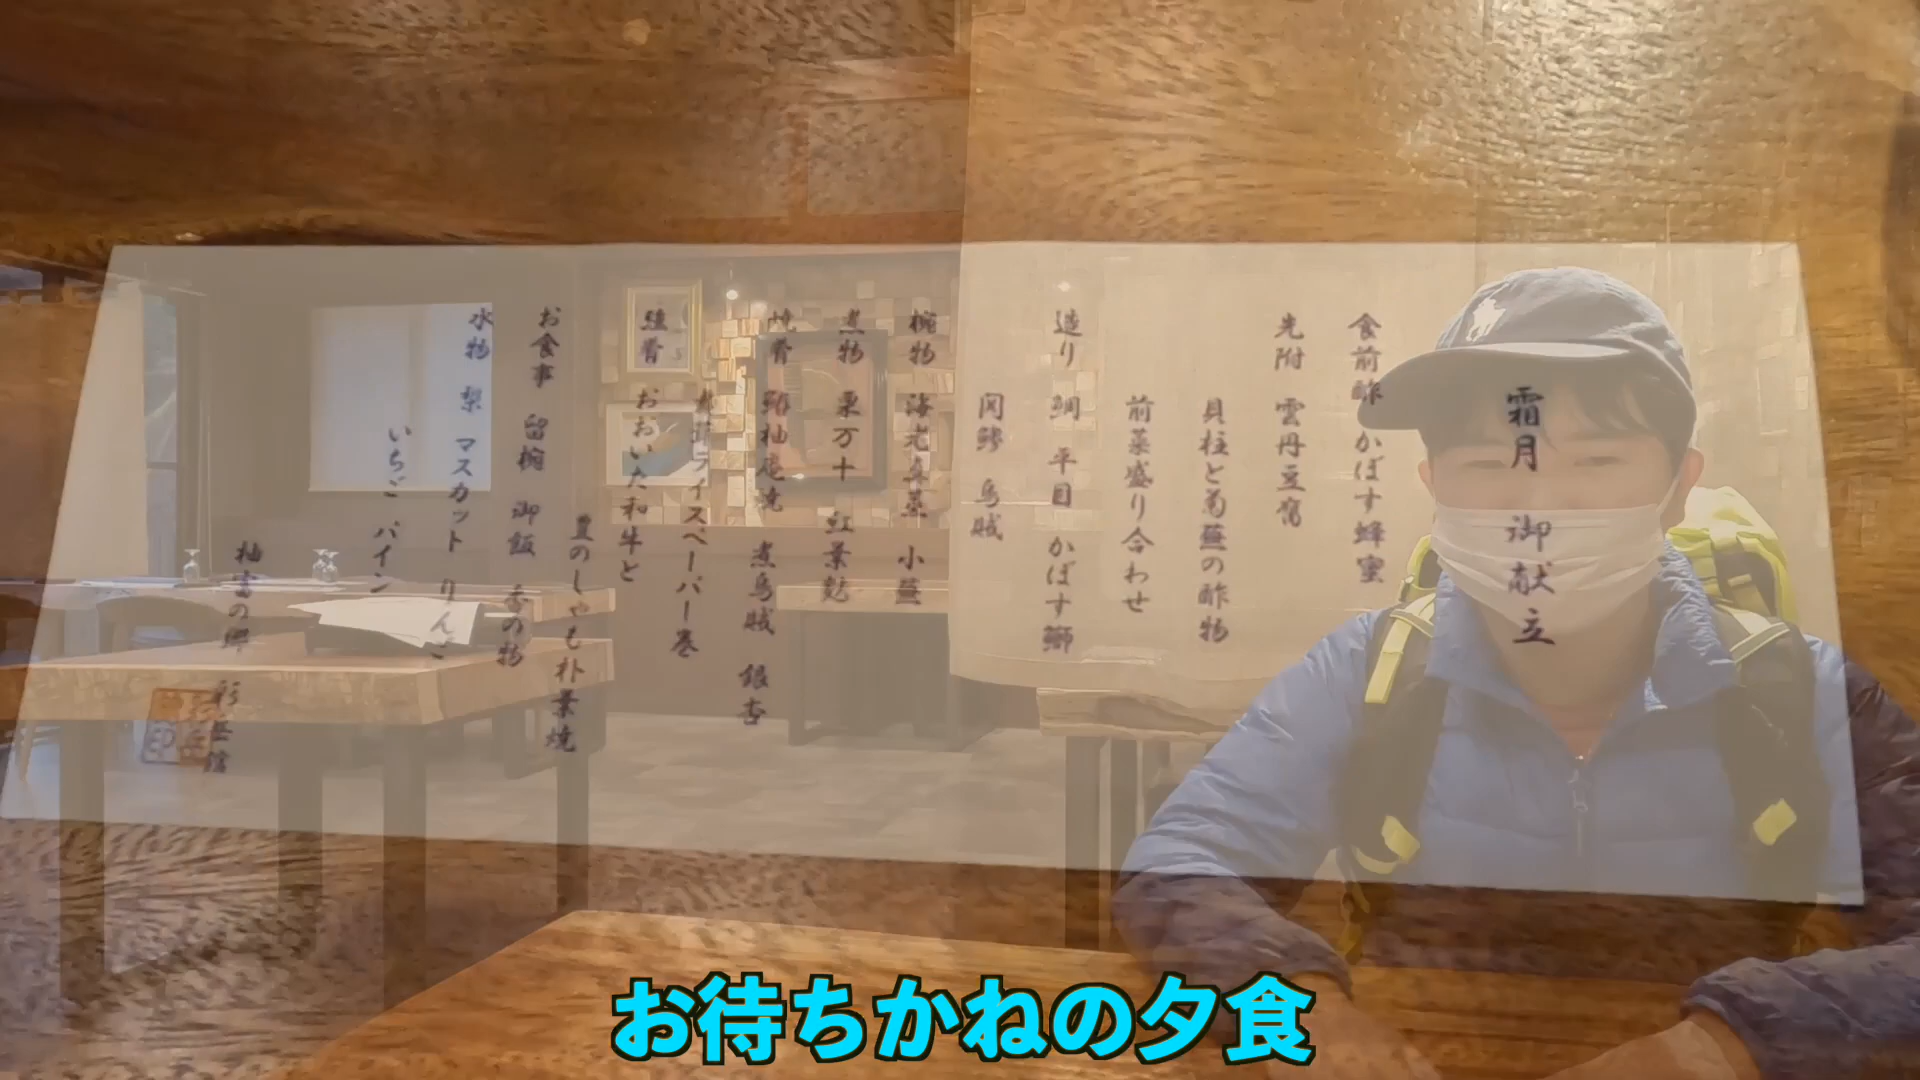 霜月 御献立
食前酢 かぼす蜂蜜
先附 雲丹豆腐
貝柱と菊蕪の酢物
前菜盛り合わせ
造り 鯛 平目 かぼす鰤
関鯵 烏賊
椀物 海老真蒸 小蕪
煮物 栗万十 紅葉麩
焼肴 柚庵焼
煮烏賊 銀杏
ライスペーパー巻
強肴 おおいた和牛と
豊のしゃも朴葉焼
お食事 留椀 御飯 香の物
水物 梨 マスカット りんご
いちご パイン
柚富の郷 彩岳館
お待ちかねの夕食